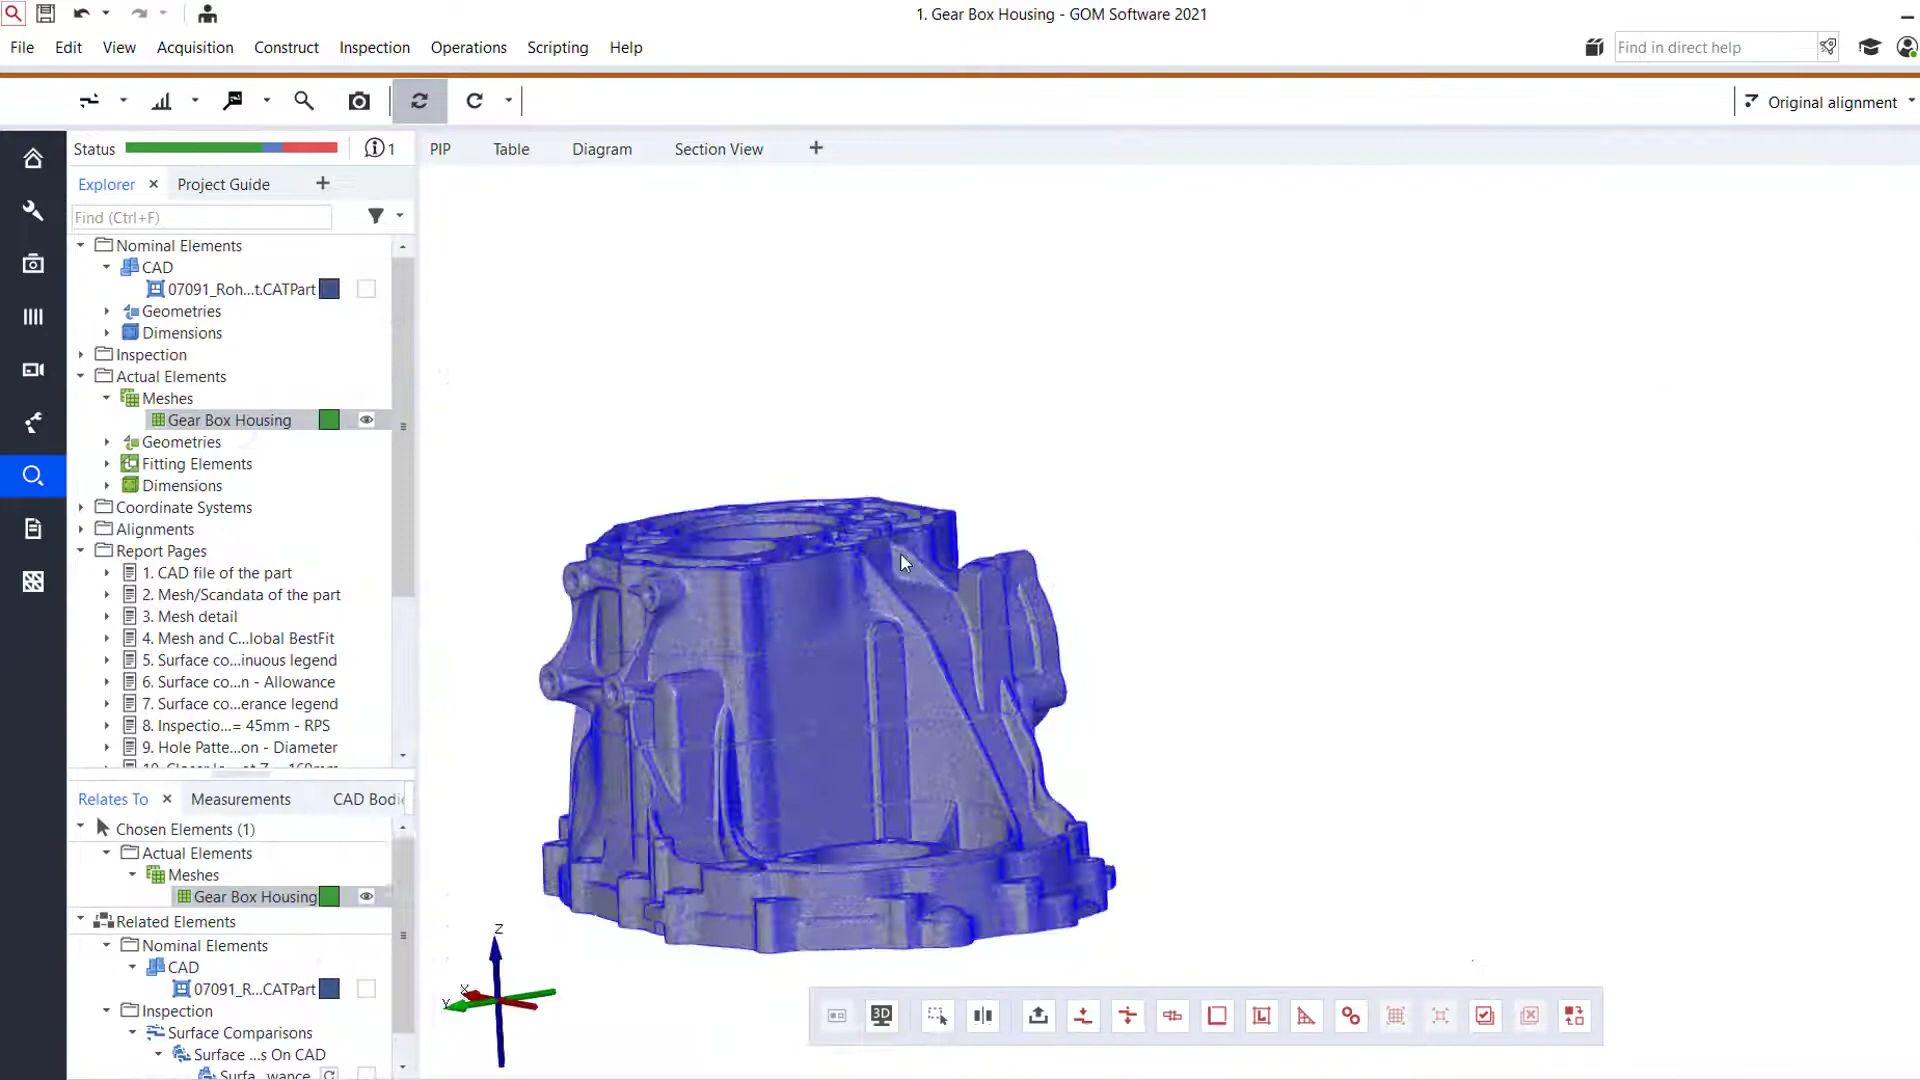 1. Gear Box Housing - GOM Software 2021
File Edit View Acquisition Construct Inspection Operations Scripting Help
Find in direct help
Original alignment
Status
1
PIP Table Diagram Section View
Explorer Project Guide
Find (Ctrl+F)
Nominal Elements
CAD
07091_Roh...t.CATPart
Geometries
Dimensions
Inspection
Actual Elements
Meshes
Gear Box Housing
Geometries
Fitting Elements
Dimensions
Coordinate Systems
Alignments
Report Pages
1. CAD file of the part
2. Mesh/Scandata of the part
3. Mesh detail
4. Mesh and C...lobal BestFit
5. Surface co...inuous legend
6. Surface co...n - Allowance
7. Surface co...erance legend
8. Inspectio...= 45mm - RPS
9. Hole Patte...on - Diameter
Relates To Measurements CAD Bodi
Chosen Elements (1)
Actual Elements
Meshes
Gear Box Housing
Related Elements
Nominal Elements
CAD
07091_R...CATPart
Inspection
Surface Comparisons
Surface ...s On CAD
Surfa...wance
Z
X
Y
3D